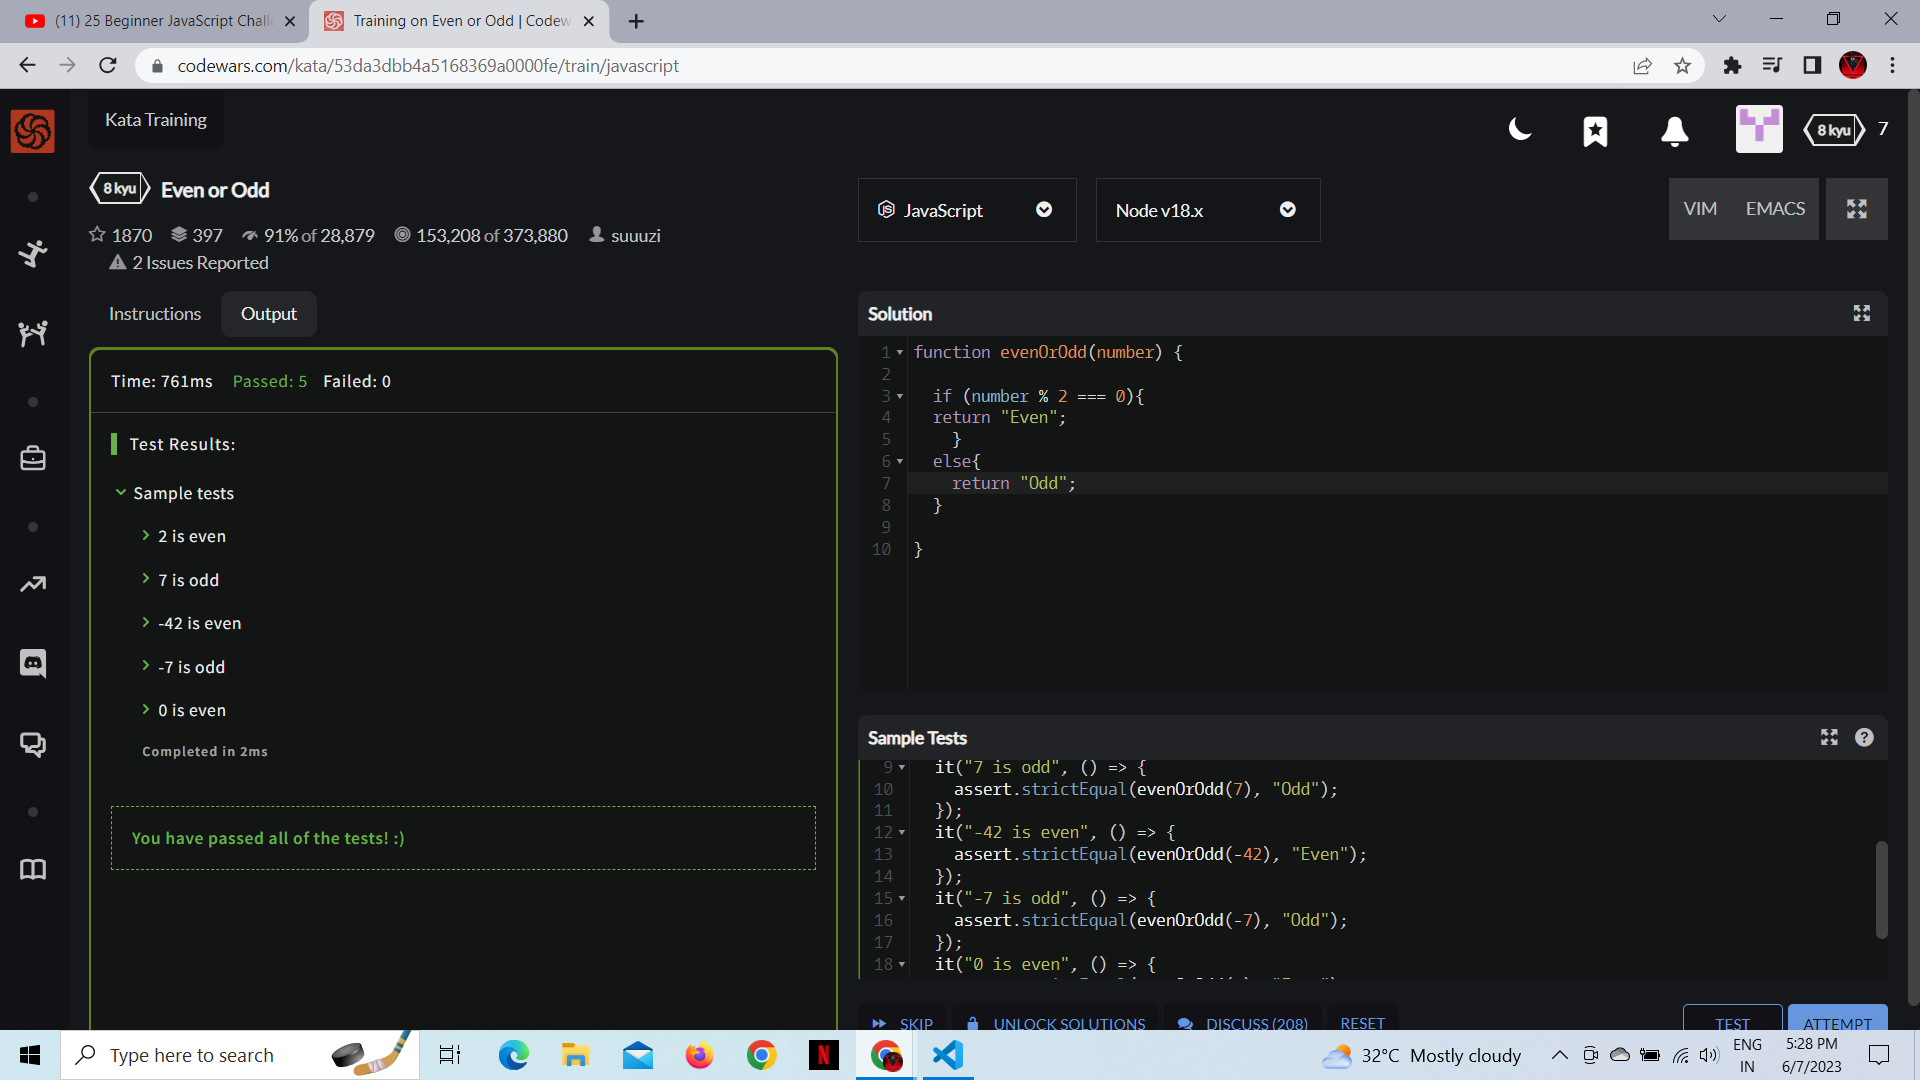 (11) 25 Beginner JavaScript Chall
Training on Even or Odd | Codew
codewars.com/kata/53da3dbb4a5168369a0000fe/train/javascript
Kata Training
8 kyu
7
8 kyu
Even or Odd
1870 397 91% of 28,879 153,208 of 373,880 suuuzi
2 Issues Reported
JavaScript
Node v18.x
VIM
EMACS
Instructions
Output
Time: 761ms Passed: 5 Failed: 0
Test Results:
Sample tests
2 is even
7 is odd
-42 is even
-7 is odd
0 is even
Completed in 2ms
You have passed all of the tests! :)
Solution
1 function evenOrOdd(number) {
2
3 if (number % 2 === 0){
4 return "Even";
5 }
6 else{
7 return "Odd";
8 }
9
10 }
Sample Tests
9 it("7 is odd", () => {
10 assert.strictEqual(evenOrOdd(7), "Odd");
11 });
12 it("-42 is even", () => {
13 assert.strictEqual(evenOrOdd(-42), "Even");
14 });
15 it("-7 is odd", () => {
16 assert.strictEqual(evenOrOdd(-7), "Odd");
17 });
18 it("0 is even", () => {
SKIP
UNLOCK SOLUTIONS
DISCUSS (208)
RESET
TEST
ATTEMPT
Type here to search
32°C Mostly cloudy
ENG
IN
5:28 PM
6/7/2023